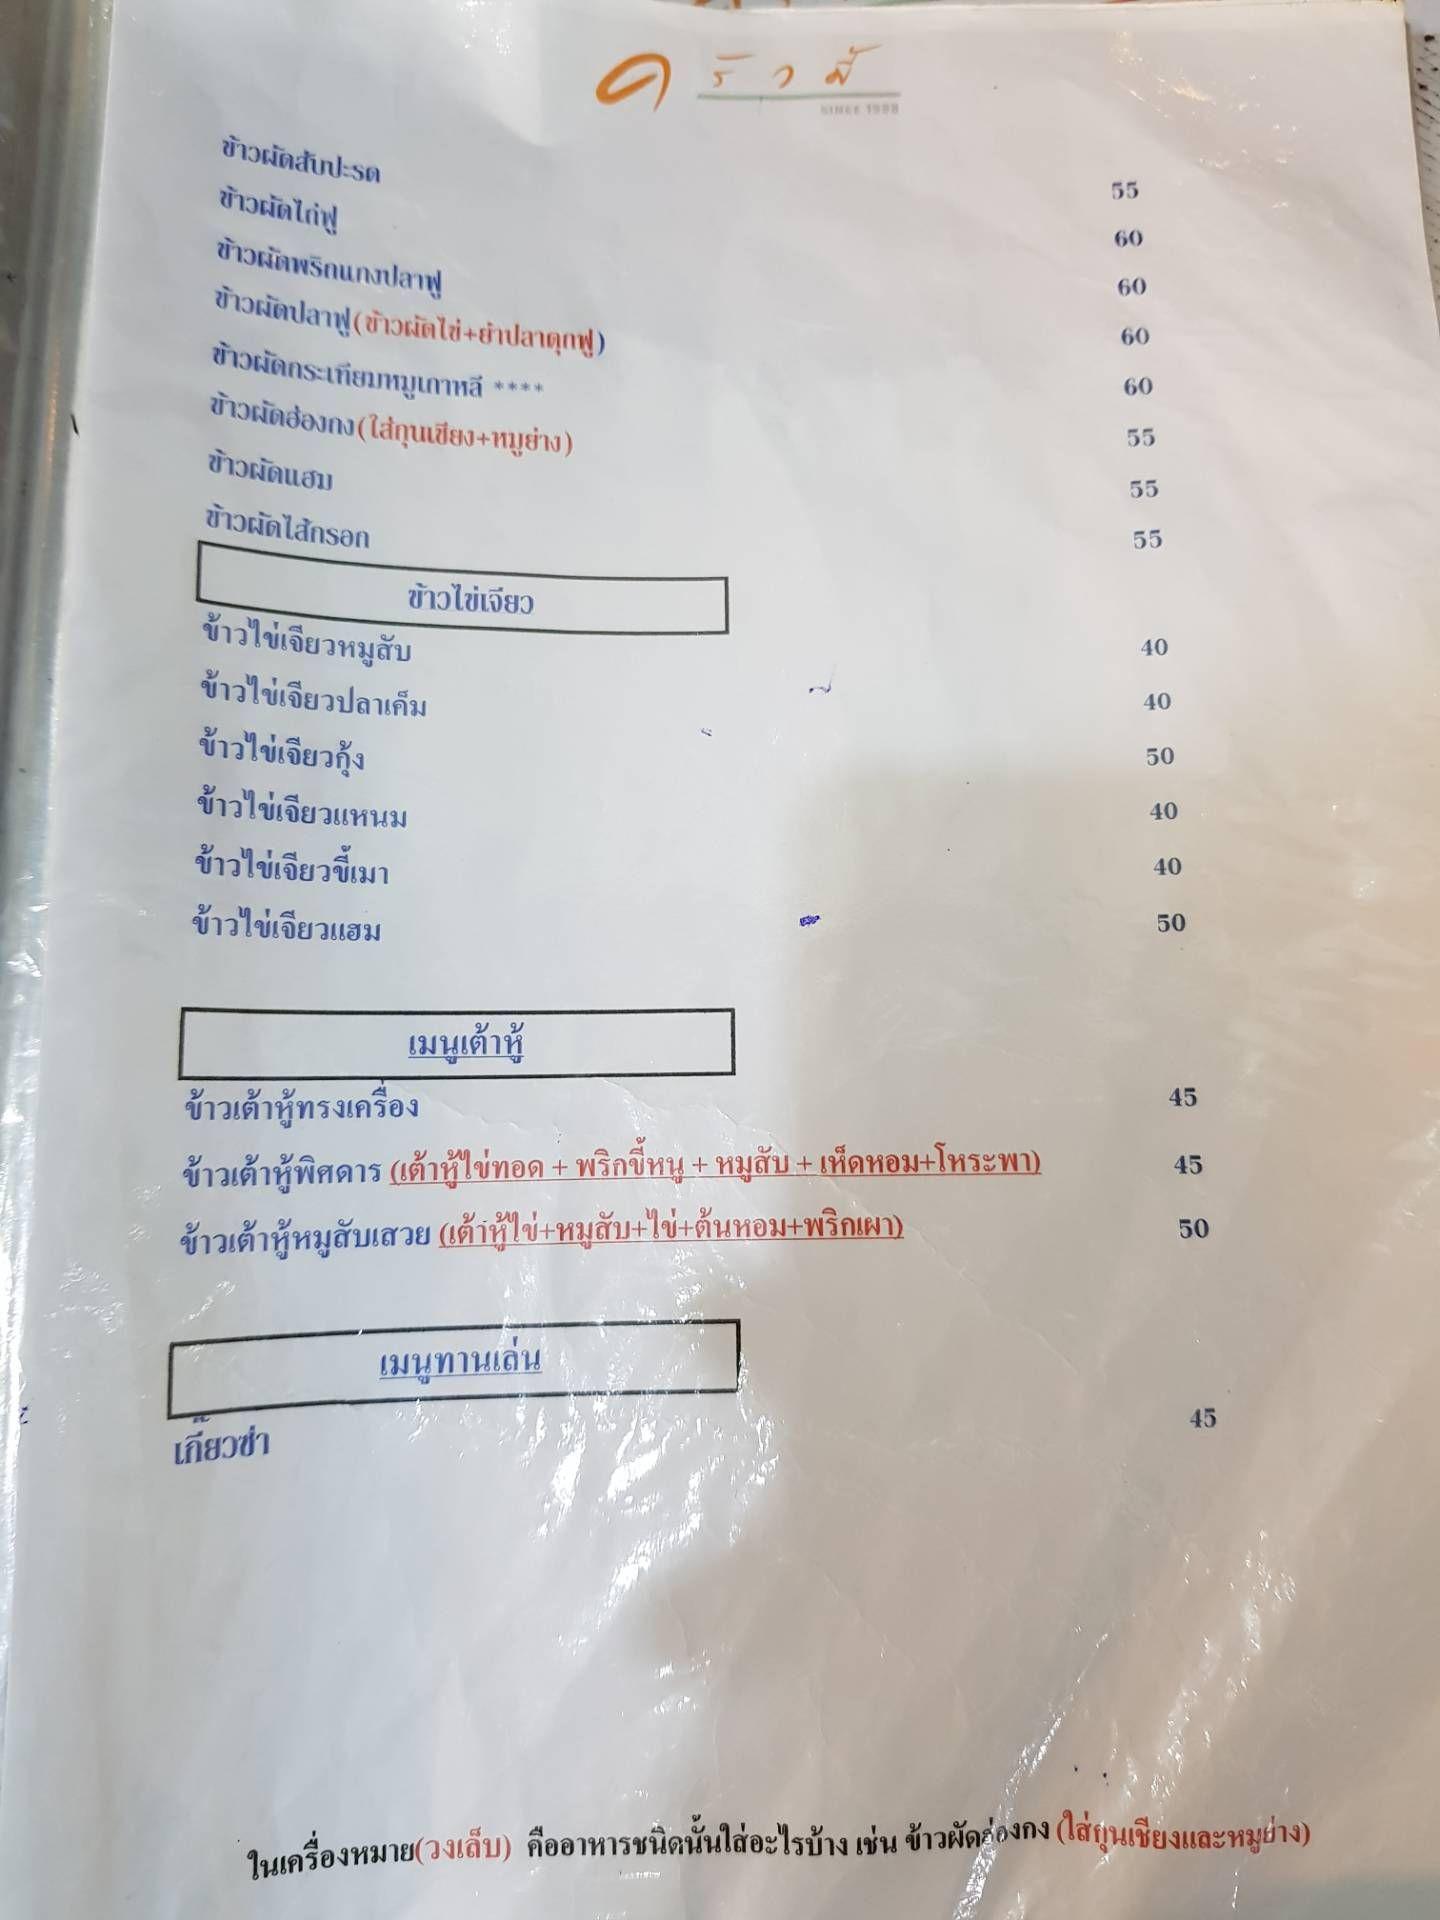 ครัวสี
SINCE 1998
ข้าวผัดสับปะรด 55
ข้าวผัดไก่ฟู 60
ข้าวผัดพริกแกงปลาฟู 60
ข้าวผัดปลาฟู(ข้าวผัดไข่+ยำปลาดุกฟู) 60
ข้าวผัดกระเทียมหมูเกาหลี **** 60
ข้าวผัดฮ่องกง(ใส่กุนเชียง+หมูย่าง) 55
ข้าวผัดแฮม 55
ข้าวผัดไส้กรอก 55
ข้าวไข่เจียว
ข้าวไข่เจียวหมูสับ 40
ข้าวไข่เจียวปลาเค็ม 40
ข้าวไข่เจียวกุ้ง 50
ข้าวไข่เจียวแหนม 40
ข้าวไข่เจียวขี้เมา 40
ข้าวไข่เจียวแฮม 50
เมนูเต้าหู้
ข้าวเต้าหู้ทรงเครื่อง 45
ข้าวเต้าหู้พิศดาร (เต้าหู้ไข่ทอด + พริกขี้หนู + หมูสับ + เห็ดหอม+โหระพา) 45
ข้าวเต้าหู้หมูสับเสวย (เต้าหู้ไข่+หมูสับ+ไข่+ต้นหอม+พริกเผา) 50
เมนูทานเล่น
เกี๊ยวซ่า 45
ในเครื่องหมาย(วงเล็บ) คืออาหารชนิดนั้นใส่อะไรบ้าง เช่น ข้าวผัดฮ่องกง (ใส่กุนเชียงและหมูย่าง)